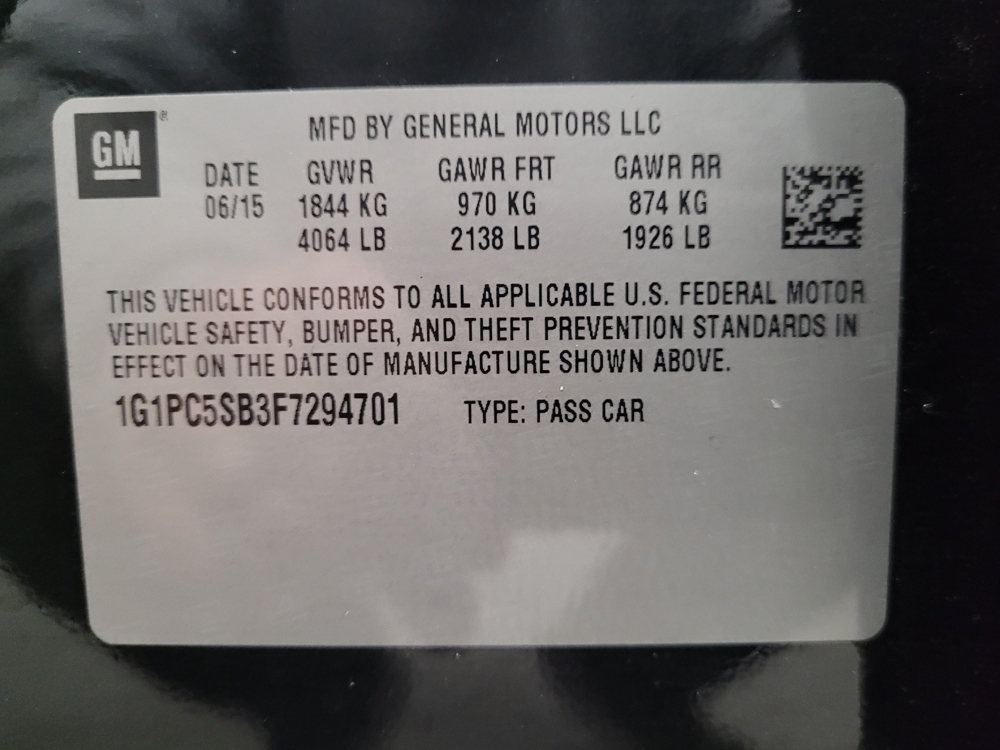 GM ®
MFD BY GENERAL MOTORS LLC
DATE GVWR GAWR FRT GAWR RR
06/15 1844 KG 970 KG 874 KG
4064 LB 2138 LB 1926 LB
THIS VEHICLE CONFORMS TO ALL APPLICABLE U.S. FEDERAL MOTOR
VEHICLE SAFETY, BUMPER, AND THEFT PREVENTION STANDARDS IN
EFFECT ON THE DATE OF MANUFACTURE SHOWN ABOVE.
1G1PC5SB3F7294701 TYPE: PASS CAR